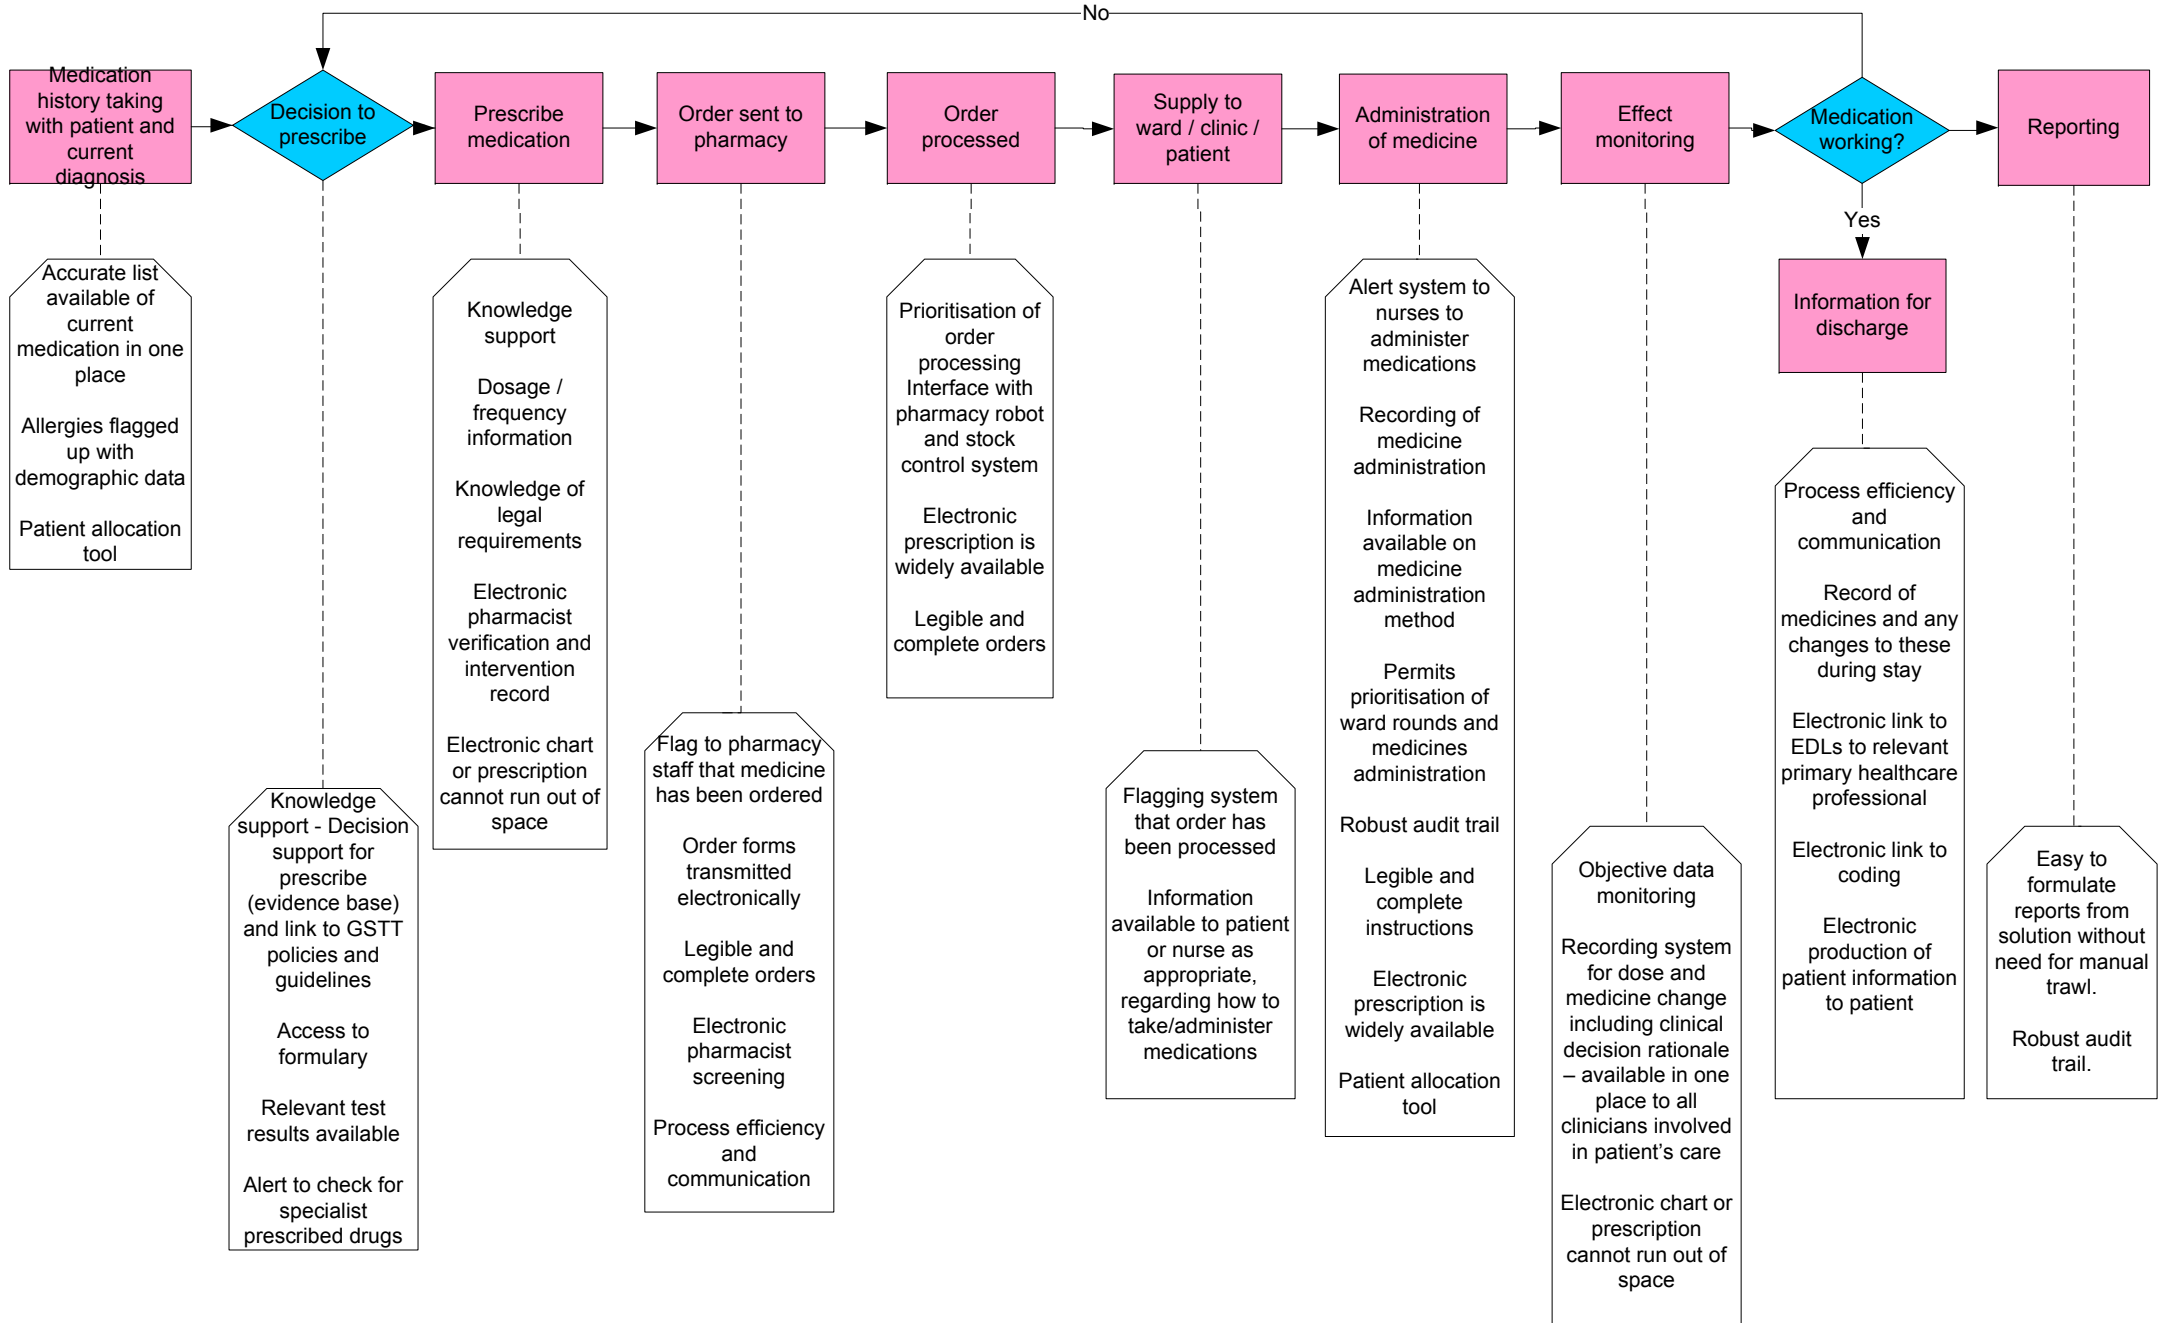 No
Medication
history taking
with patient and
current
diagnosis
Decision to
prescribe
Prescribe
medication
Order sent to
pharmacy
Order
processed
Supply to
ward / clinic /
patient
Administration
of medicine
Effect
monitoring
Medication
working?
Reporting
Yes
Information for
discharge
Accurate list
available of
current
medication in one
place
Allergies flagged
up with
demographic data
Patient allocation
tool
Knowledge
support - Decision
support for
prescribe
(evidence base)
and link to GSTT
policies and
guidelines
Access to
formulary
Relevant test
results available
Alert to check for
specialist
prescribed drugs
Knowledge
support
Dosage /
frequency
information
Knowledge of
legal
requirements
Electronic
pharmacist
verification and
intervention
record
Electronic chart
or prescription
cannot run out of
space
Flag to pharmacy
staff that medicine
has been ordered
Order forms
transmitted
electronically
Legible and
complete orders
Electronic
pharmacist
screening
Process efficiency
and
communication
Prioritisation of
order
processing
Interface with
pharmacy robot
and stock
control system
Electronic
prescription is
widely available
Legible and
complete orders
Flagging system
that order has
been processed
Information
available to patient
or nurse as
appropriate,
regarding how to
take/administer
medications
Alert system to
nurses to
administer
medications
Recording of
medicine
administration
Information
available on
medicine
administration
method
Permits
prioritisation of
ward rounds and
medicines
administration
Robust audit trail
Legible and
complete
instructions
Electronic
prescription is
widely available
Patient allocation
tool
Objective data
monitoring
Recording system
for dose and
medicine change
including clinical
decision rationale
– available in one
place to all
clinicians involved
in patient’s care
Electronic chart or
prescription
cannot run out of
space
Process efficiency
and
communication
Record of
medicines and any
changes to these
during stay
Electronic link to
EDLs to relevant
primary healthcare
professional
Electronic link to
coding
Electronic
production of
patient information
to patient
Easy to
formulate
reports from
solution without
need for manual
trawl.
Robust audit
trail.